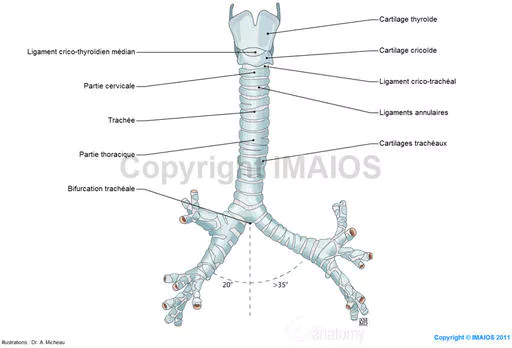 Cartilage thyroïde
Ligament crico-thyroïdien médian
Cartilage cricoïde
Ligament crico-trachéal
Partie cervicale
Ligaments annulaires
Trachée
Cartilages trachéaux
Partie thoracique
Copyright IMAIOS
Bifurcation trachéale
20°
>35°
anatomy
Illustrations : Dr. A. Micheau
Copyright © IMAIOS 2011